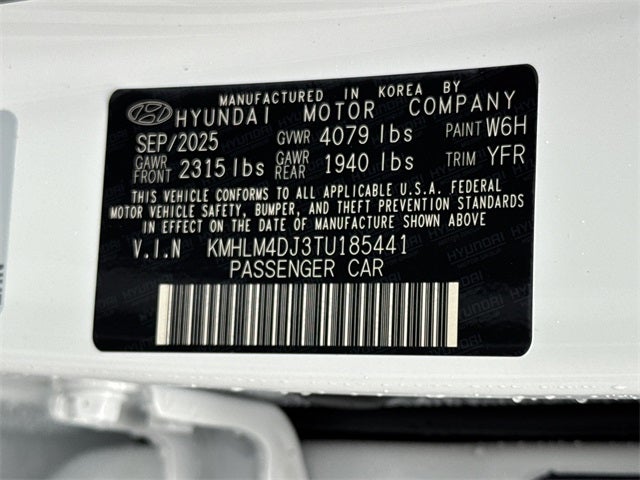 MANUFACTURED IN KOREA BY
HYUNDAI MOTOR COMPANY
SEP/2025 GVWR 4079 lbs PAINT W6H
GAWR FRONT 2315 lbs GAWR REAR 1940 lbs TRIM YFR
THIS VEHICLE CONFORMS TO ALL APPLICABLE U.S.A. FEDERAL
MOTOR VEHICLE SAFETY, BUMPER, AND THEFT PREVENTION STANDARDS
IN EFFECT ON THE DATE OF MANUFACTURE SHOWN ABOVE.
V.I.N KMHLM4DJ3TU185441
PASSENGER CAR